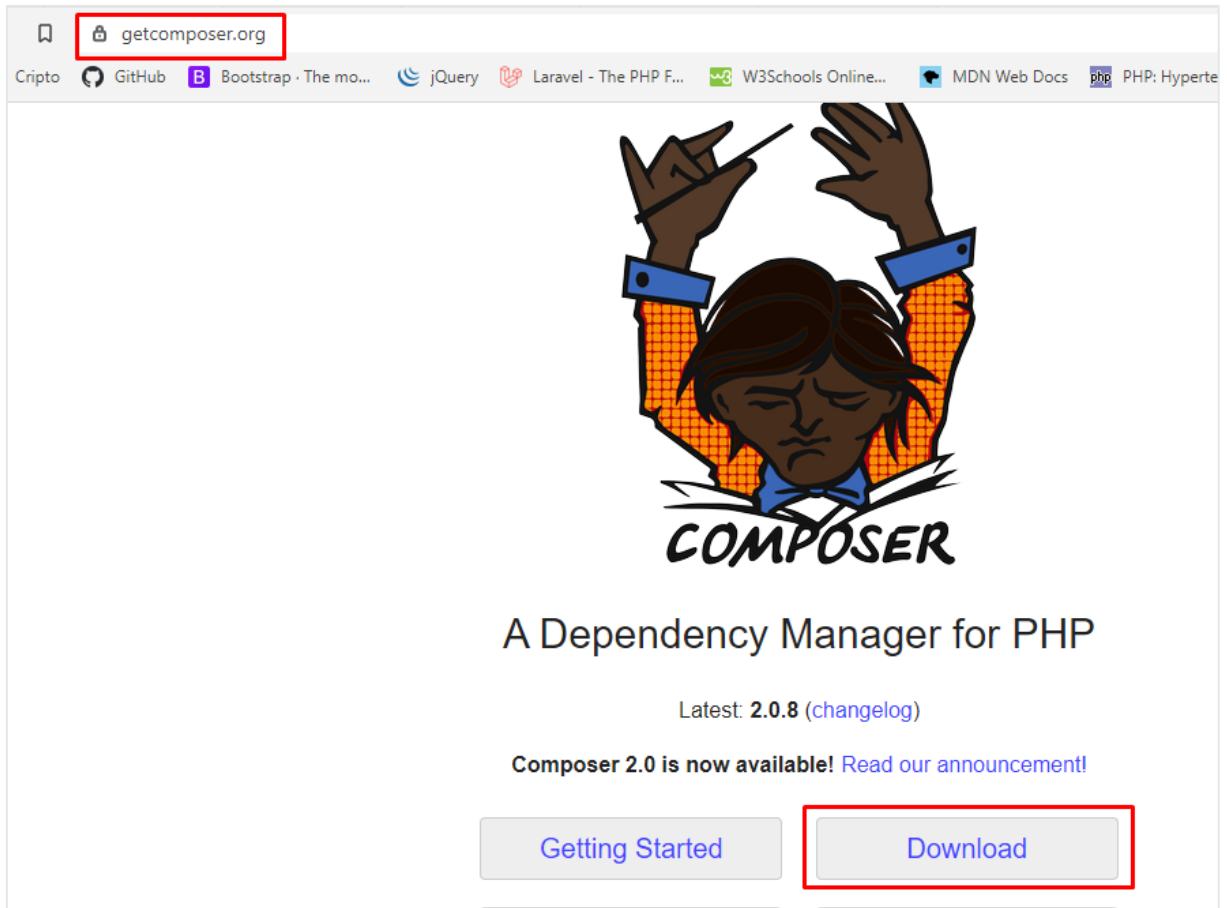 getcomposer.org
Cripto GitHub B Bootstrap · The mo... jQuery Laravel - The PHP F... W3Schools Online... MDN Web Docs php PHP: Hyperte
COMPOSER
A Dependency Manager for PHP
Latest: 2.0.8 (changelog)
Composer 2.0 is now available! Read our announcement!
Getting Started Download